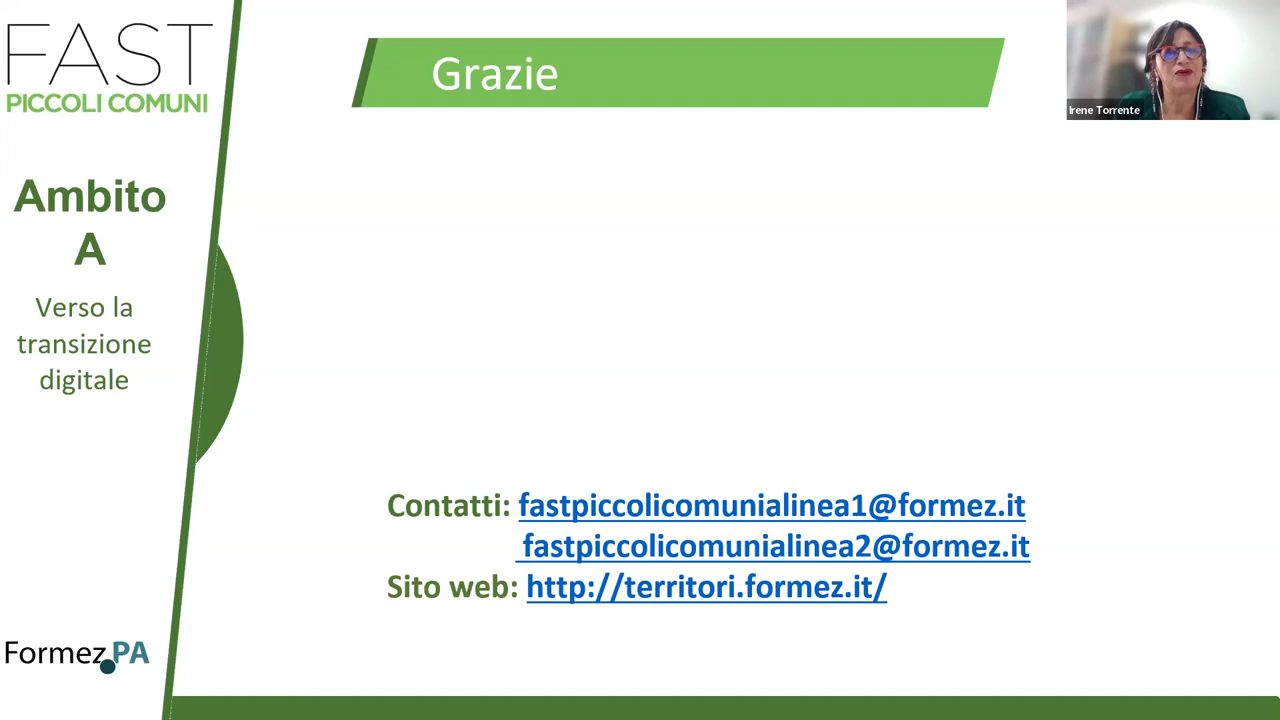 FAST
PICCOLI COMUNI
Ambito
A
Verso la
transizione
digitale
Formez.PA
Grazie
Irene Torrente
Contatti: fastpiccolicomunialinea1@formez.it
fastpiccolicomunialinea2@formez.it
Sito web: http://territori.formez.it/